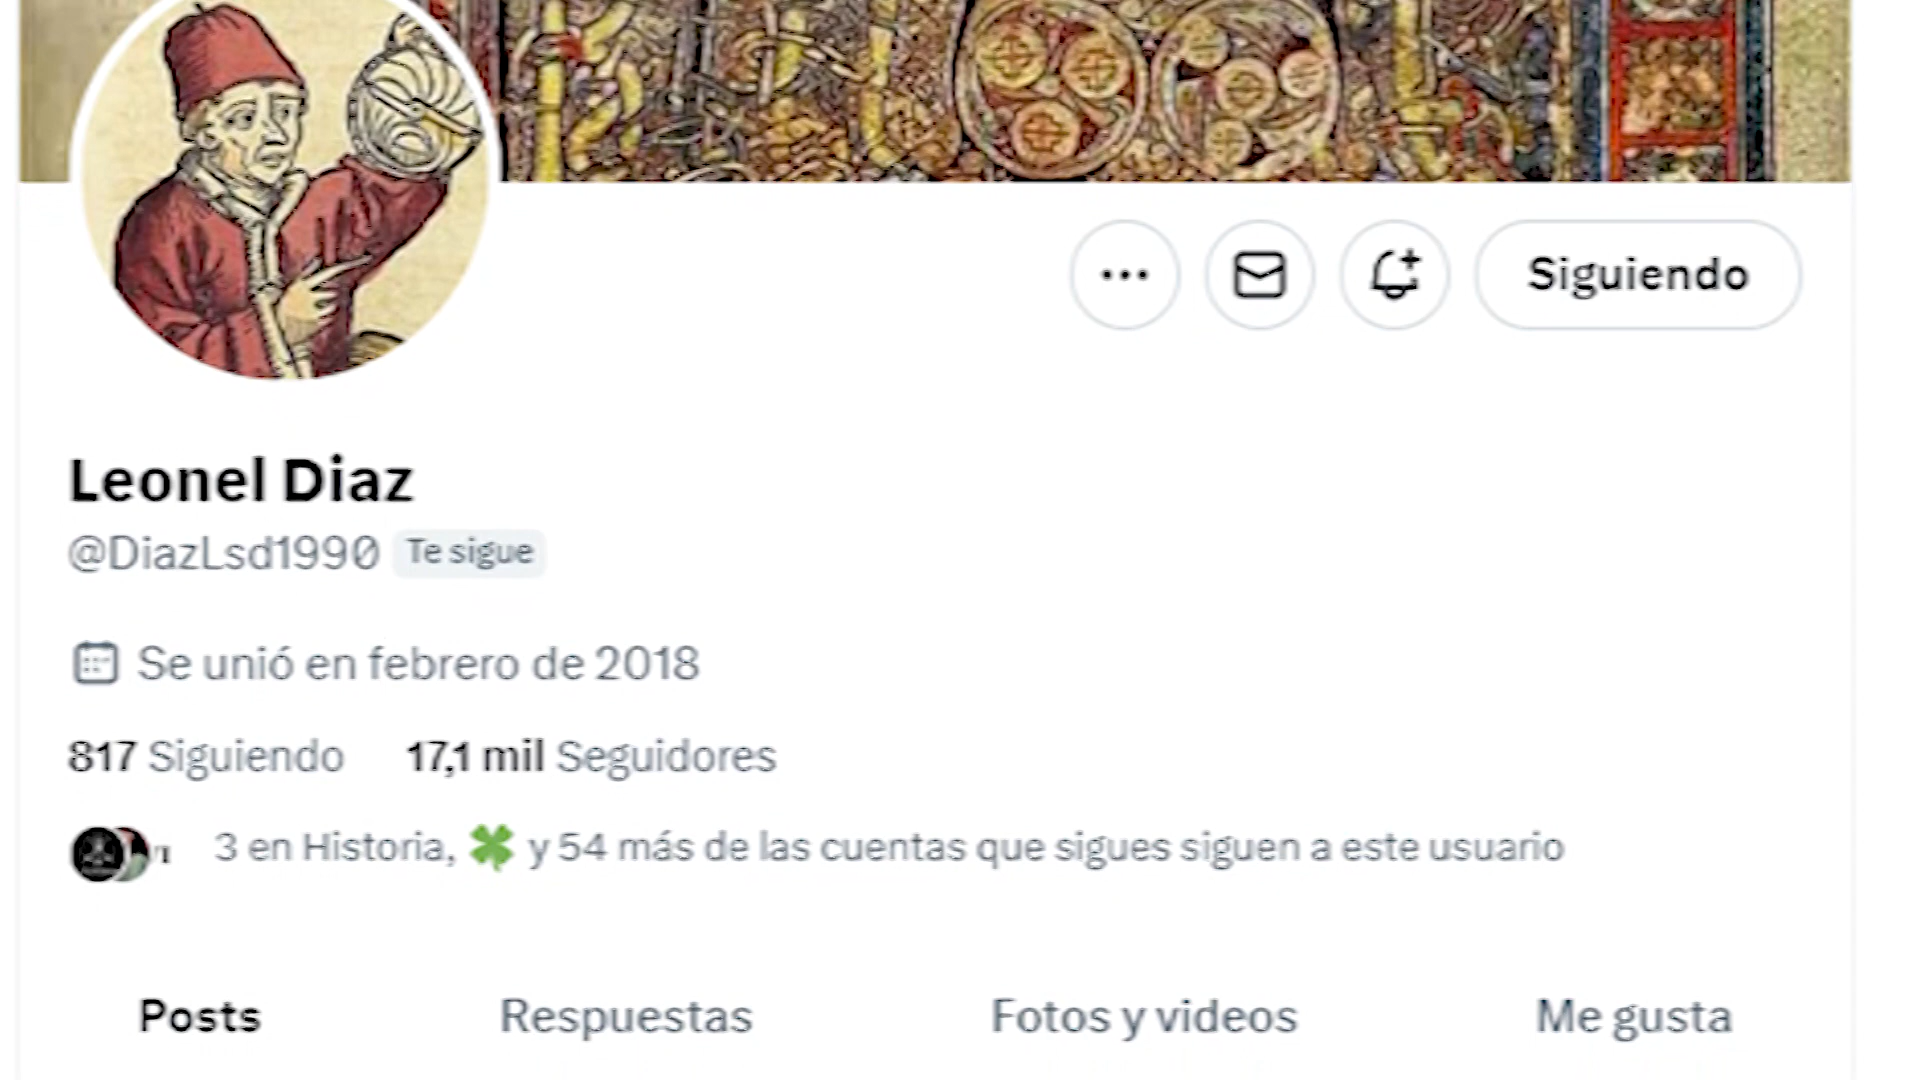 Siguiendo
Leonel Diaz
@DiazLsd1990 Te sigue
Se unió en febrero de 2018
817 Siguiendo 17,1 mil Seguidores
3 en Historia, 🍀 y 54 más de las cuentas que sigues siguen a este usuario
Posts Respuestas Fotos y videos Me gusta